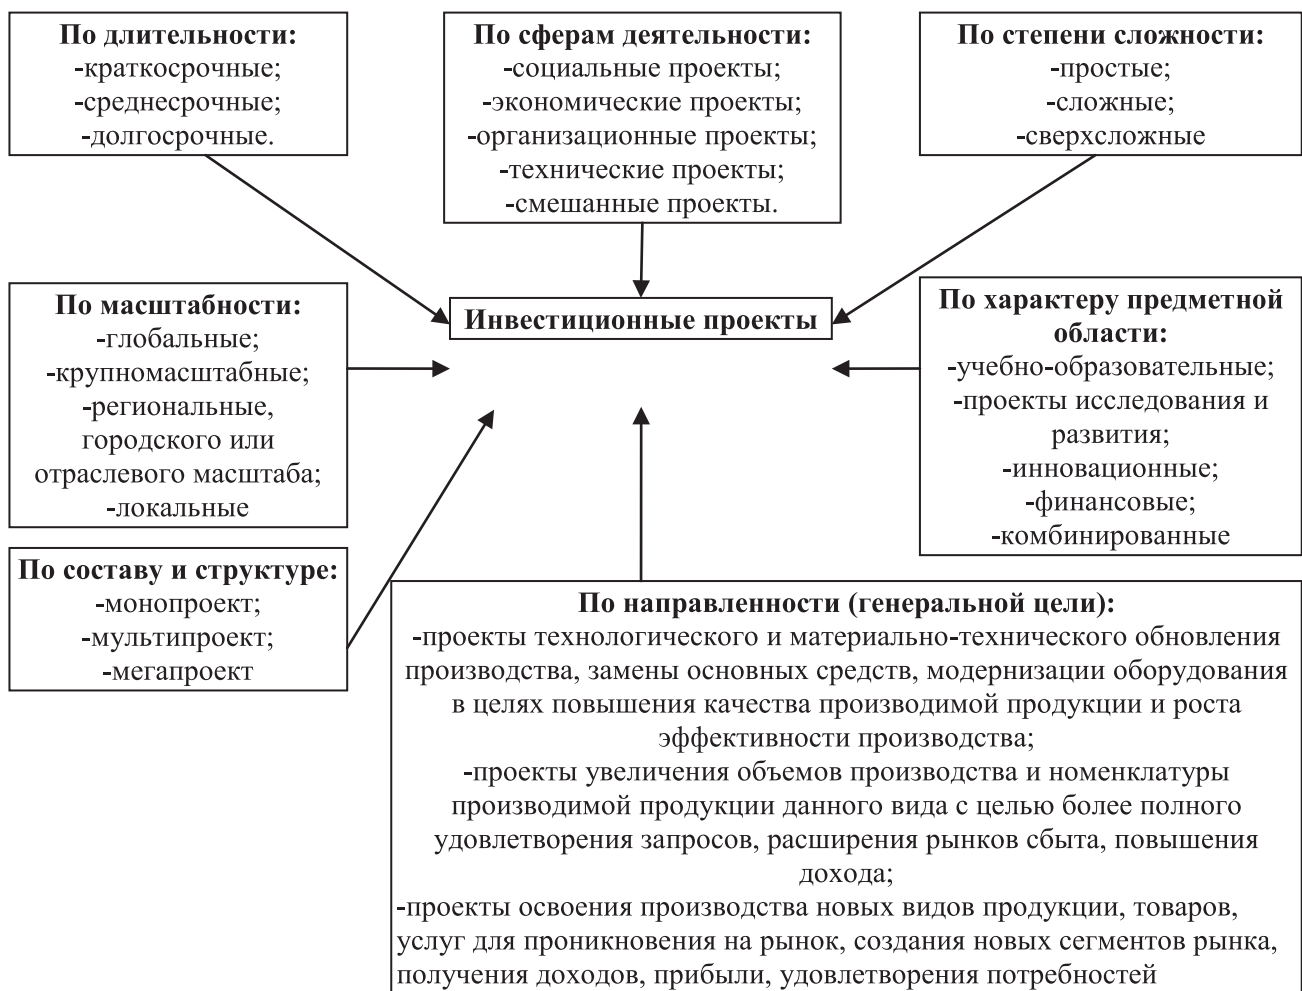 По длительности:
-краткосрочные;
-среднесрочные;
-долгосрочные.
По сферам деятельности:
-социальные проекты;
-экономические проекты;
-организационные проекты;
-технические проекты;
-смешанные проекты.
По степени сложности:
-простые;
-сложные;
-сверхсложные
По масштабности:
-глобальные;
-крупномасштабные;
-региональные,
городского или
отраслевого масштаба;
-локальные
Инвестиционные проекты
По характеру предметной
области:
-учебно-образовательные;
-проекты исследования и
развития;
-инновационные;
-финансовые;
-комбинированные
По составу и структуре:
-монопроект;
-мультипроект;
-мегапроект
По направленности (генеральной цели):
-проекты технологического и материально-технического обновления
производства, замены основных средств, модернизации оборудования
в целях повышения качества производимой продукции и роста
эффективности производства;
-проекты увеличения объемов производства и номенклатуры
производимой продукции данного вида с целью более полного
удовлетворения запросов, расширения рынков сбыта, повышения
дохода;
-проекты освоения производства новых видов продукции, товаров,
услуг для проникновения на рынок, создания новых сегментов рынка,
получения доходов, прибыли, удовлетворения потребностей